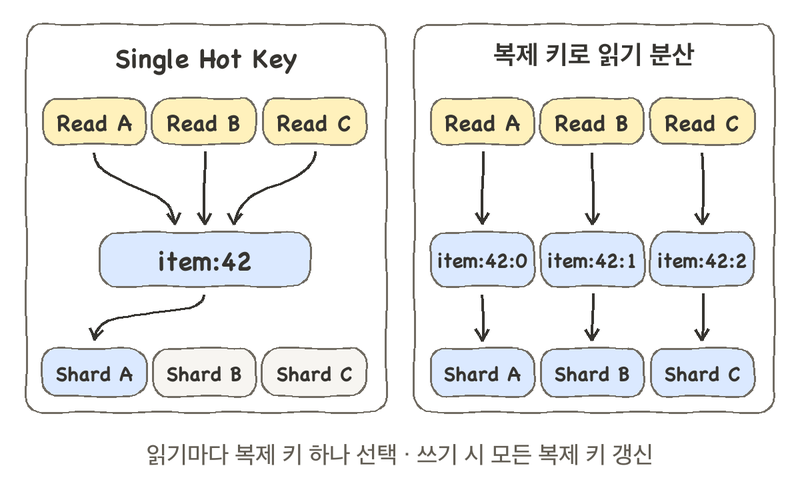 Single Hot Key
Read A Read B Read C
item:42
Shard A Shard B Shard C
복제 키로 읽기 분산
Read A Read B Read C
item:42:0 item:42:1 item:42:2
Shard A Shard B Shard C
읽기마다 복제 키 하나 선택 · 쓰기 시 모든 복제 키 갱신